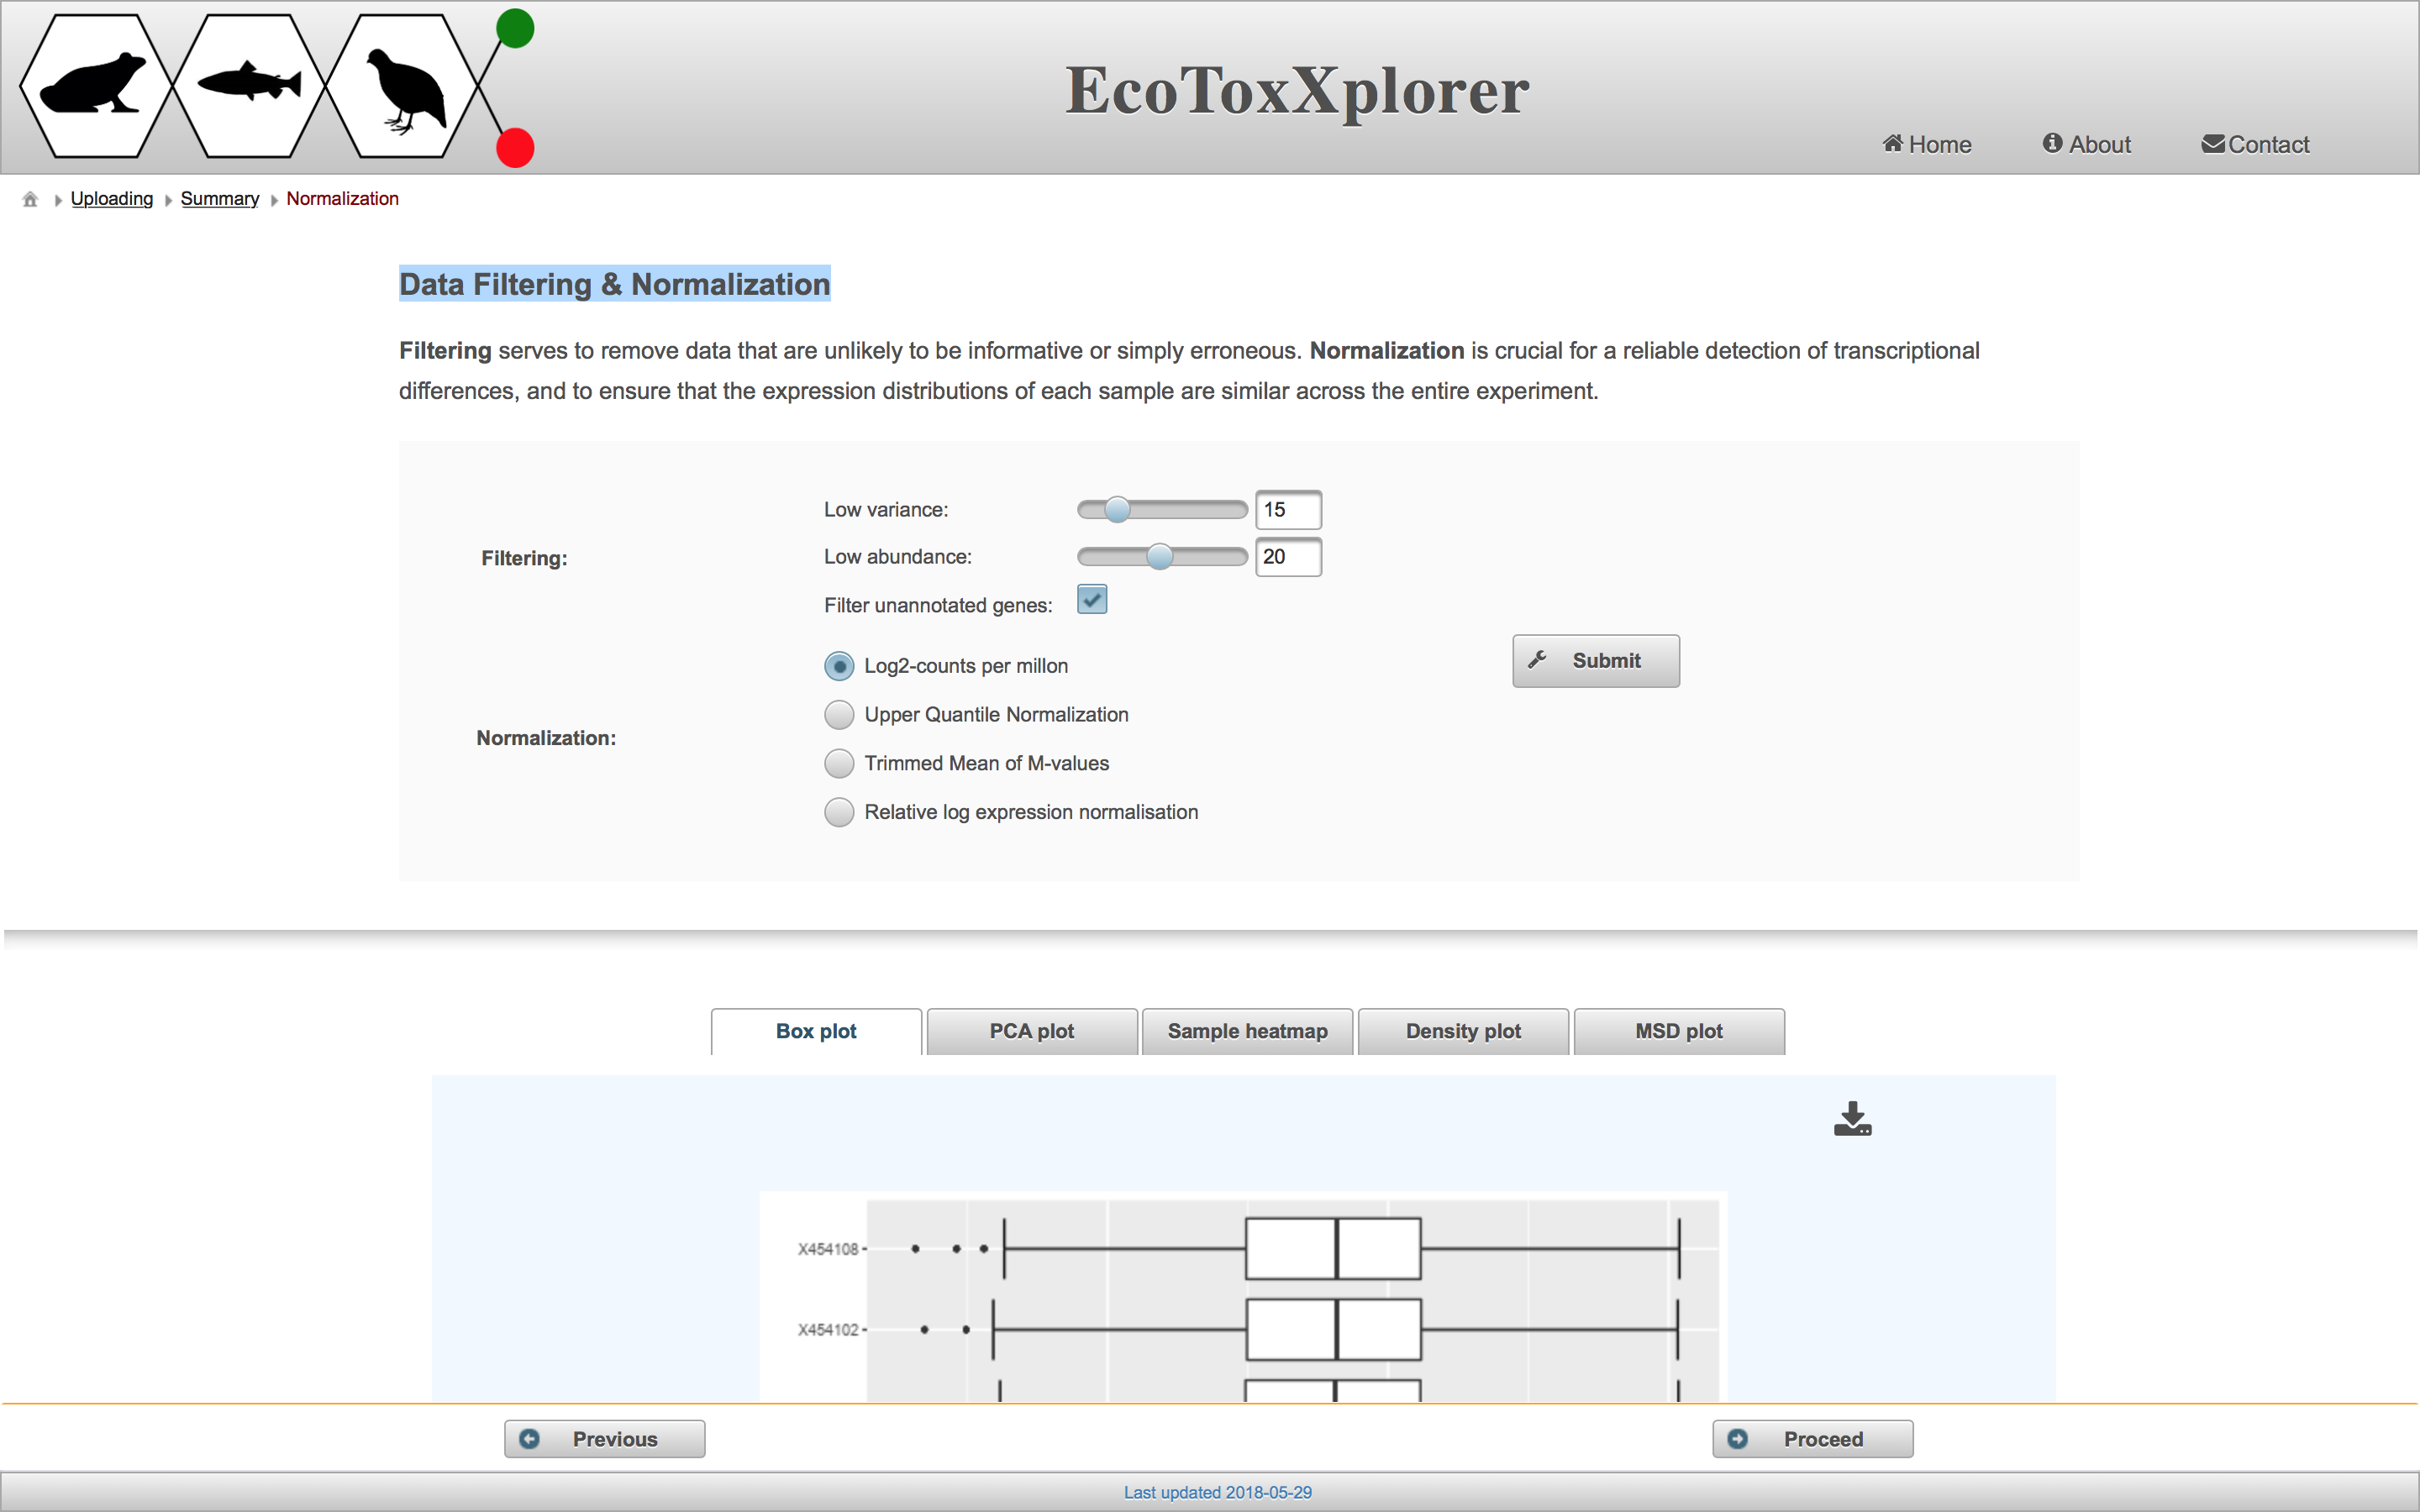 EcoToxXplorer
Home About Contact
Uploading Summary Normalization
Data Filtering & Normalization
Filtering serves to remove data that are unlikely to be informative or simply erroneous. Normalization is crucial for a reliable detection of transcriptional
differences, and to ensure that the expression distributions of each sample are similar across the entire experiment.
Filtering:
Low variance: 15
Low abundance: 20
Filter unannotated genes:
Normalization:
Log2-counts per millon
Upper Quantile Normalization
Trimmed Mean of M-values
Relative log expression normalisation
Submit
Box plot PCA plot Sample heatmap Density plot MSD plot
X454108
X454102
Previous Proceed
Last updated 2018-05-29